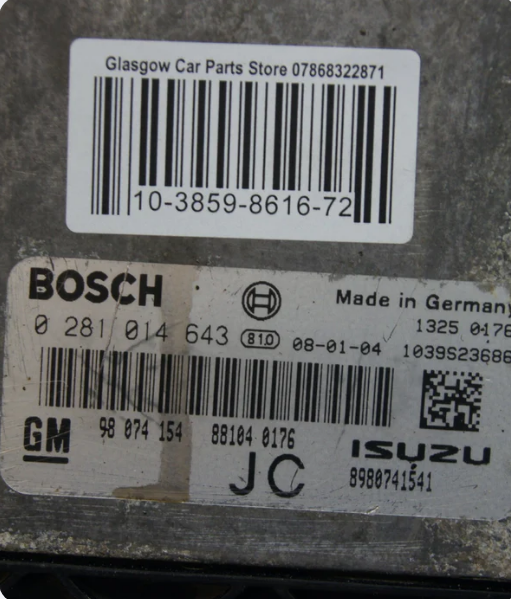 Glasgow Car Parts Store 07868322871
10-3859-8616-72
BOSCH Made in Germany
0 281 014 643 810 08-01-04 1325 0176
1039S23686
GM 98 074 154 88104 0176 ISUZU
JC 8980741541